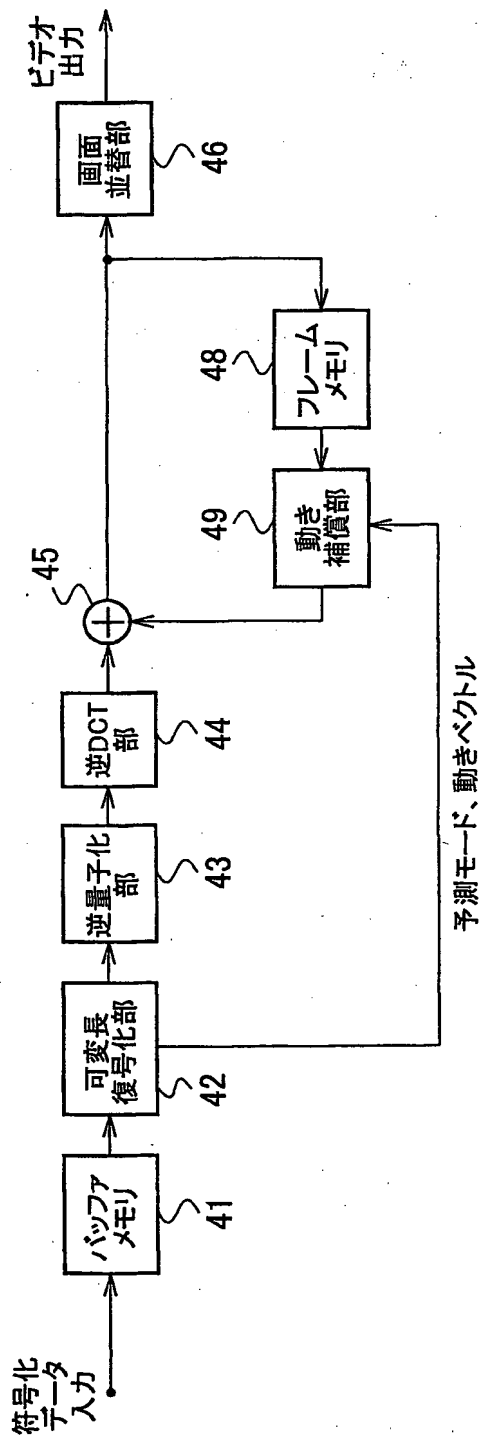 符号化
データ
入力
バッファ
メモリ
41
可変長
復号化部
42
逆量子化
部
43
逆DCT
部
44
45
画面
並替部
46
ビデオ
出力
フレーム
メモリ
48
動き
補償部
49
予測モード、動きベクトル